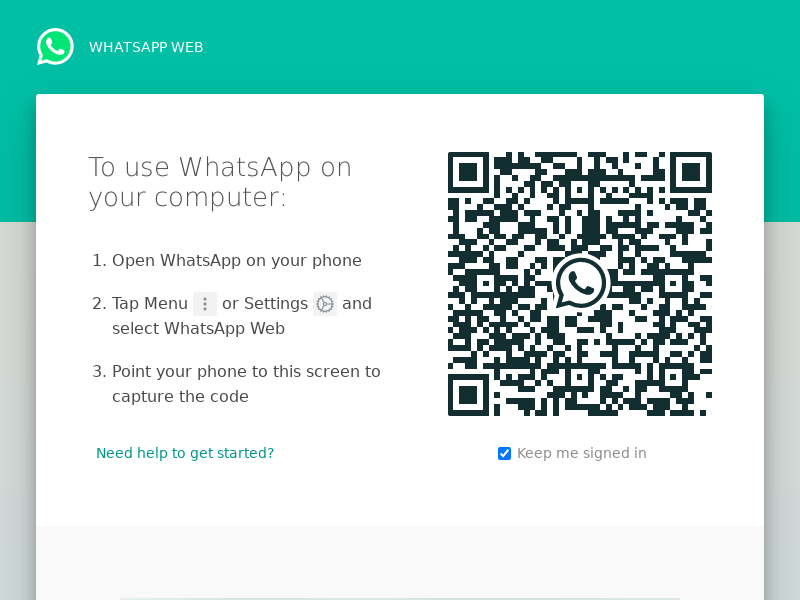 WHATSAPP WEB
To use WhatsApp on
your computer:
1. Open WhatsApp on your phone
2. Tap Menu or Settings and
select WhatsApp Web
3. Point your phone to this screen to
capture the code
Need help to get started?
Keep me signed in